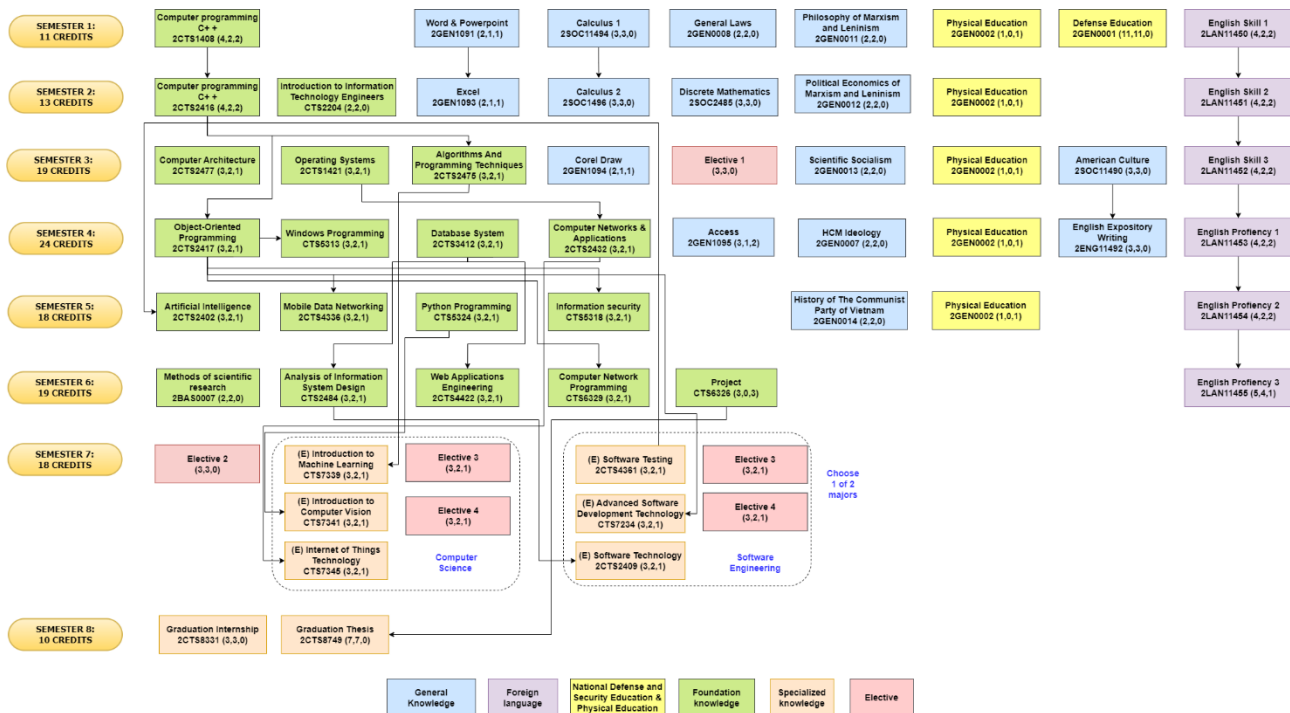 SEMESTER 1:
11 CREDITS
Computer programming
C++
2CTS1408 (4,2,2)
Word & Powerpoint
2GEN1091 (2,1,1)
Calculus 1
2SOC11494 (3,3,0)
General Laws
2GEN0008 (2,2,0)
Philosophy of Marxism
and Leninism
2GEN0011 (2,2,0)
Physical Education
2GEN0002 (1,0,1)
Defense Education
2GEN0001 (11,11,0)
English Skill 1
2LAN11450 (4,2,2)
SEMESTER 2:
13 CREDITS
Computer programming
C++
2CTS2416 (4,2,2)
Introduction to Information
Technology Engineers
CTS2204 (2,2,0)
Excel
2GEN1093 (2,1,1)
Calculus 2
2SOC1496 (3,3,0)
Discrete Mathematics
2SOC2485 (3,3,0)
Political Economics of
Marxism and Leninism
2GEN0012 (2,2,0)
Physical Education
2GEN0002 (1,0,1)
English Skill 2
2LAN11451 (4,2,2)
SEMESTER 3:
19 CREDITS
Computer Architecture
2CTS2477 (3,2,1)
Operating Systems
2CTS1421 (3,2,1)
Algorithms And
Programming Techniques
2CTS2475 (3,2,1)
Corel Draw
2GEN1094 (2,1,1)
Elective 1
(3,3,0)
Scientific Socialism
2GEN0013 (2,2,0)
Physical Education
2GEN0002 (1,0,1)
American Culture
2SOC11490 (3,3,0)
English Skill 3
2LAN11452 (4,2,2)
SEMESTER 4:
24 CREDITS
Object-Oriented
Programming
2CTS2417 (3,2,1)
Windows Programming
CTS5313 (3,2,1)
Database System
2CTS3412 (3,2,1)
Computer Networks &
Applications
2CTS2432 (3,2,1)
Access
2GEN1095 (3,1,2)
HCM Ideology
2GEN0007 (2,2,0)
Physical Education
2GEN0002 (1,0,1)
English Expository
Writing
2ENG11492 (3,3,0)
English Profiency 1
2LAN11453 (4,2,2)
SEMESTER 5:
18 CREDITS
Artificial Intelligence
2CTS2402 (3,2,1)
Mobile Data Networking
2CTS4336 (3,2,1)
Python Programming
CTS5324 (3,2,1)
Information security
CTS5318 (3,2,1)
History of The Communist
Party of Vietnam
2GEN0014 (2,2,0)
Physical Education
2GEN0002 (1,0,1)
English Profiency 2
2LAN11454 (4,2,2)
SEMESTER 6:
19 CREDITS
Methods of scientific
research
2BAS0007 (2,2,0)
Analysis of Information
System Design
CTS2484 (3,2,1)
Web Applications
Engineering
2CTS4422 (3,2,1)
Computer Network
Programming
CTS6329 (3,2,1)
Project
CTS6326 (3,0,3)
English Profiency 3
2LAN11455 (5,4,1)
SEMESTER 7:
18 CREDITS
Elective 2
(3,3,0)
(E) Introduction to
Machine Learning
CTS7339 (3,2,1)
Elective 3
(3,2,1)
(E) Introduction to
Computer Vision
CTS7341 (3,2,1)
Elective 4
(3,2,1)
(E) Internet of Things
Technology
CTS7345 (3,2,1)
Computer
Science
(E) Software Testing
2CTS4361 (3,2,1)
Elective 3
(3,2,1)
(E) Advanced Software
Development Technology
CTS7234 (3,2,1)
Elective 4
(3,2,1)
(E) Software Technology
2CTS2409 (3,2,1)
Software
Engineering
Choose
1 of 2
majors
SEMESTER 8:
10 CREDITS
Graduation Internship
2CTS8331 (3,3,0)
Graduation Thesis
2CTS8749 (7,7,0)
General
Knowledge
Foreign
language
National Defense and
Security Education &
Physical Education
Foundation
knowledge
Specialized
knowledge
Elective